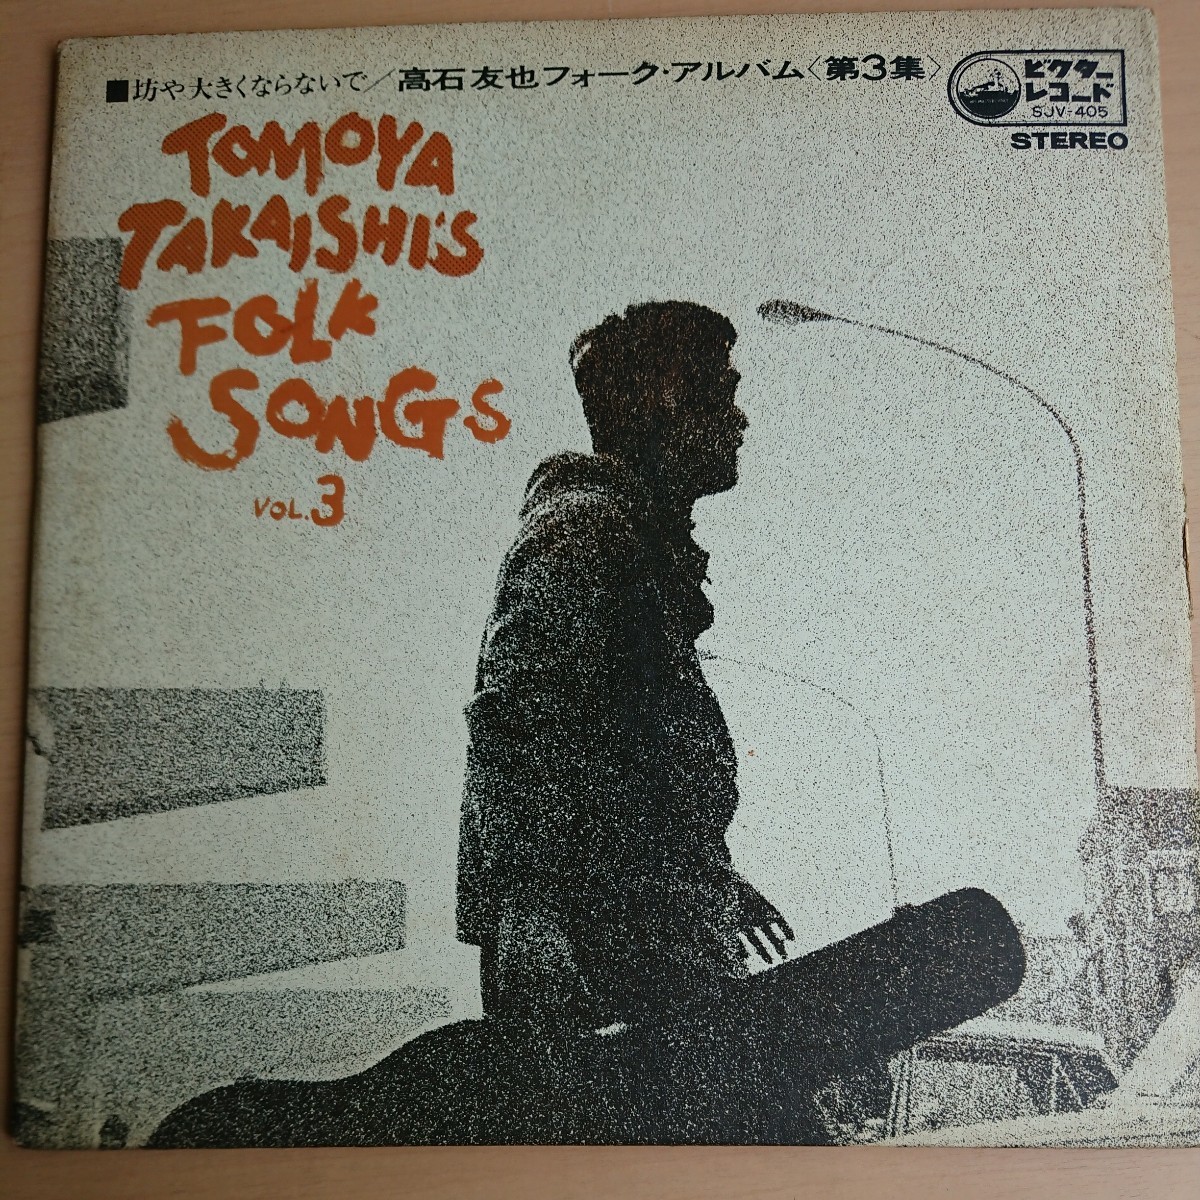 ■坊や大きくならないで/高石友也フォーク・アルバム〈第3集〉
ビクター
レコード
SJV-405
STEREO
TOMOYA
TAKAISHI'S
FOLK
SONGS
VOL.3